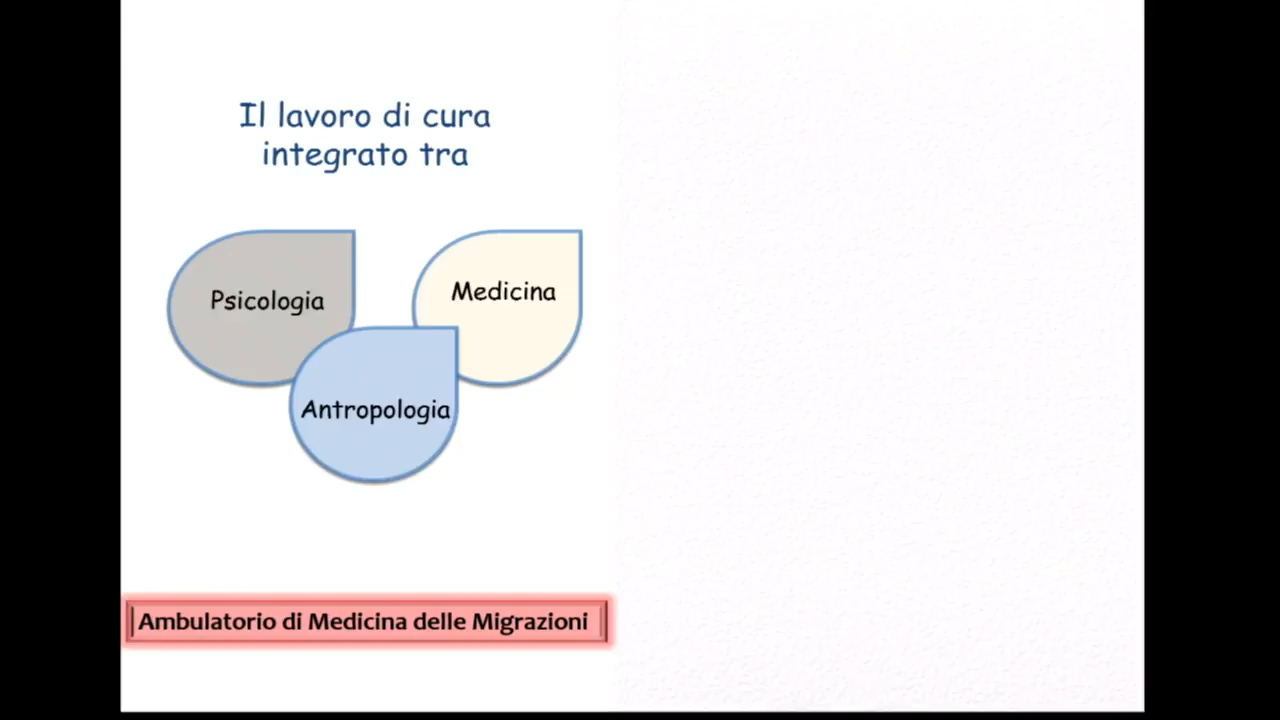 Il lavoro di cura
integrato tra
Psicologia
Medicina
Antropologia
Ambulatorio di Medicina delle Migrazioni